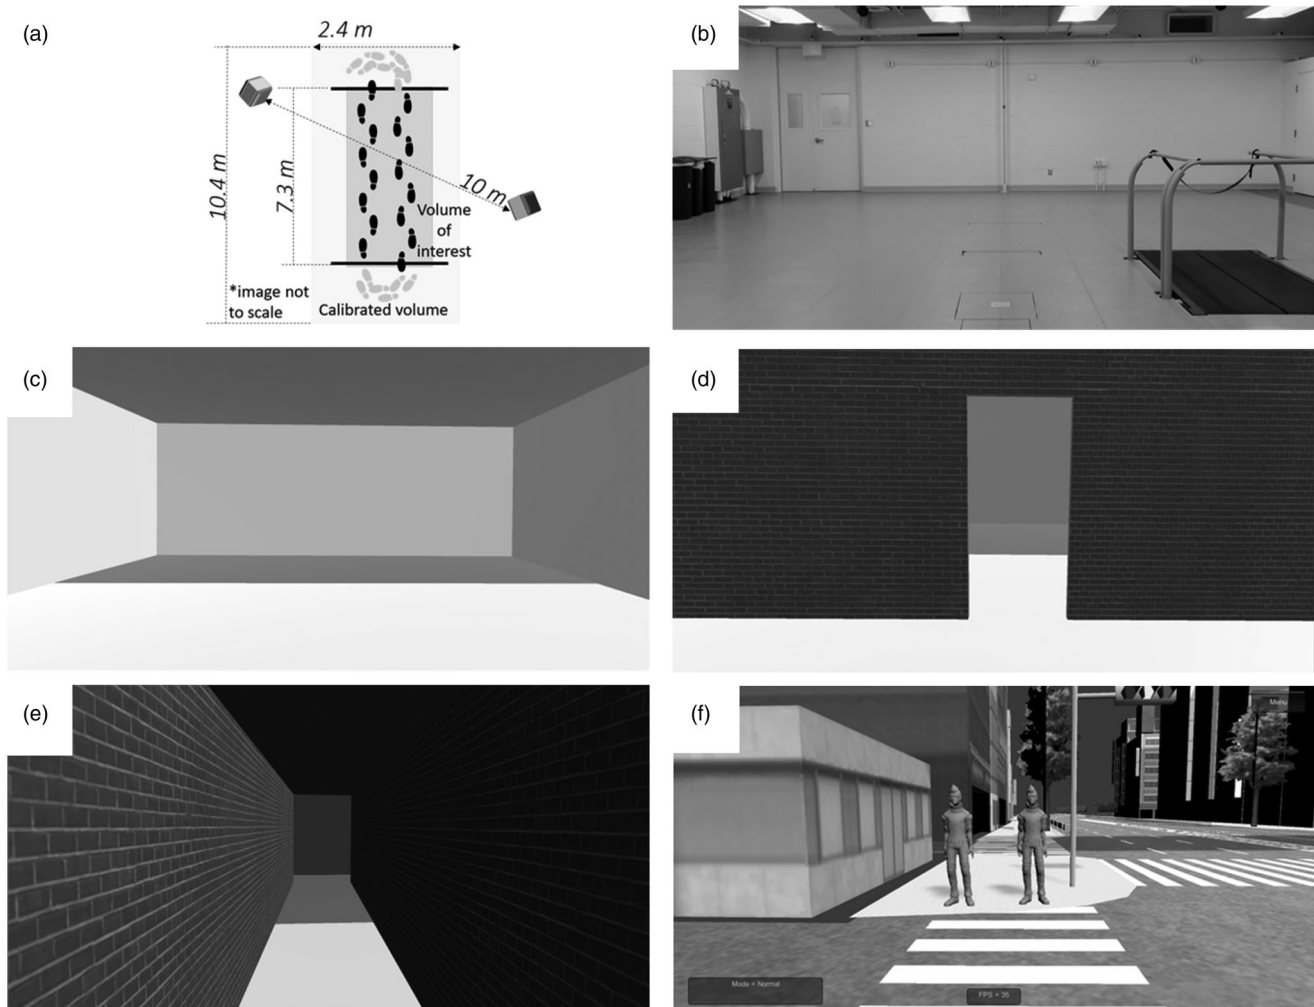 (a)
2.4 m
10.4 m
7.3 m
10 m
Volume
of
interest
*image not
to scale
Calibrated volume
(b)
(c)
(d)
(e)
(f)
Menu
Mode = Normal
FPS = 35